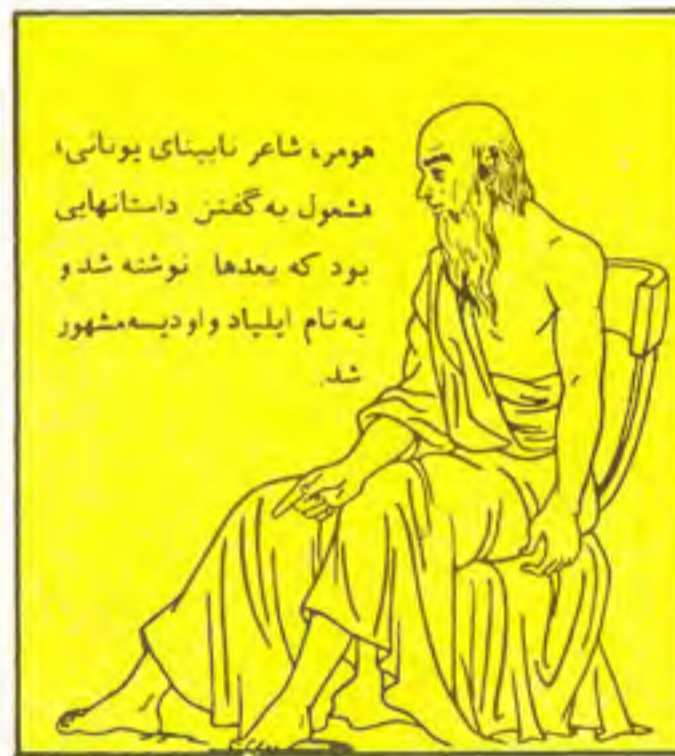 هومر، شاعر نابینای یونانی،
مشغول به گفتن داستانهایی
بود که بعدها نوشته شد و
به نام ایلیاد و اودیسه مشهور
شد.